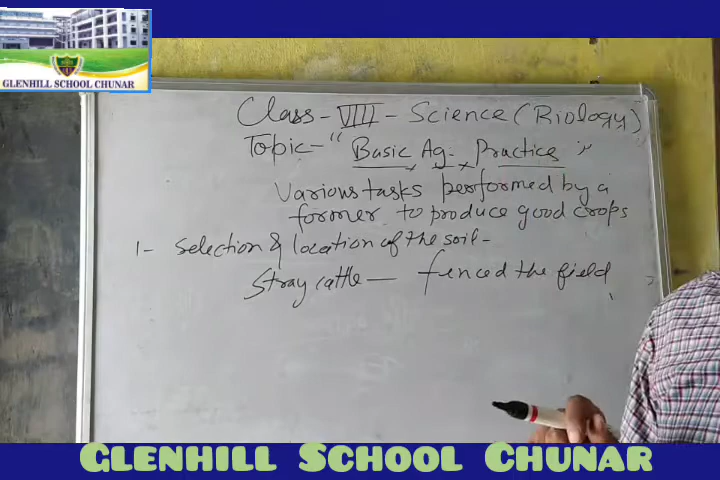 GLENHILL SCHOOL CHUNAR
Class - VIII - Science (Biology)
Topic - " Basic Ag. Practice "
Various tasks performed by a
former to produce good crops
1 - Selection & location of the soil -
Stray cattle — fenced the field
GLENHILL SCHOOL CHUNAR